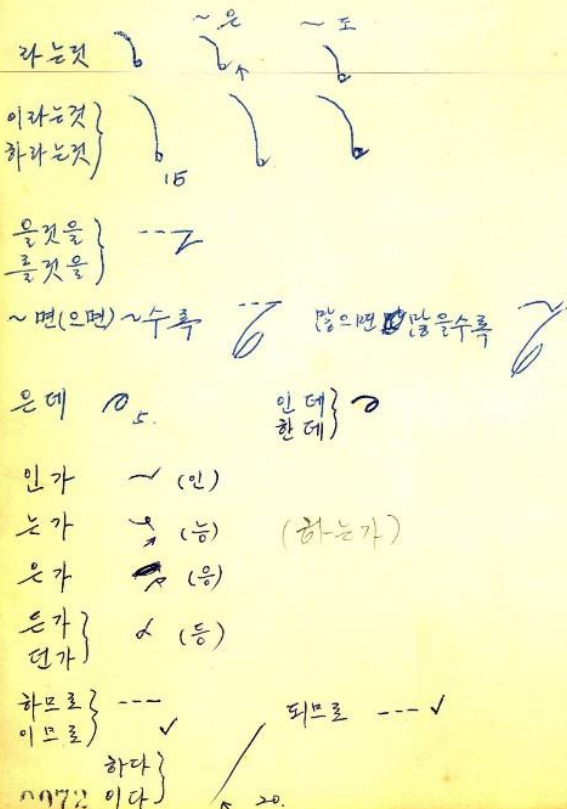 ~은 ~도
라는것
이라는것
하라는것
15
을것을
를것을
~면(으면)~수록 많으면 많을수록
은데 5. 인데
한데
인가 (인)
는가 (능) (하는가)
은가 (응)
든가 (등)
던가
하므로 되므로
이므로
하다
이다 20.
0072